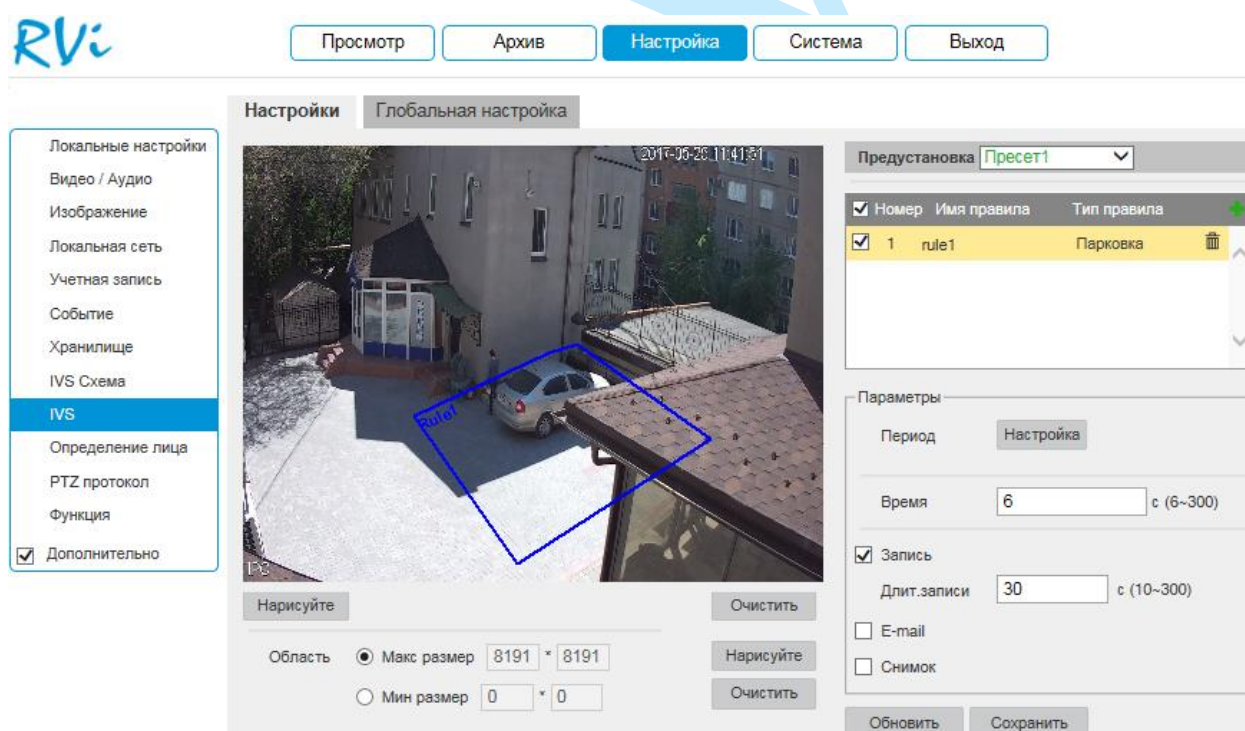 RVi
Просмотр Архив Настройка Система Выход
Настройки Глобальная настройка
Локальные настройки
Видео / Аудио
Изображение
Локальная сеть
Учетная запись
Событие
Хранилище
IVS Схема
IVS
Определение лица
PTZ протокол
Функция
Дополнительно
Rule1
IPC
Нарисуйте Очистить
Область Макс размер 8191 * 8191 Нарисуйте
Мин размер 0 * 0 Очистить
Предустановка Пресет1
Номер Имя правила Тип правила
1 rule1 Парковка
Параметры
Период Настройка
Время 6 с (6~300)
Запись
Длит.записи 30 с (10~300)
E-mail
Снимок
Обновить Сохранить